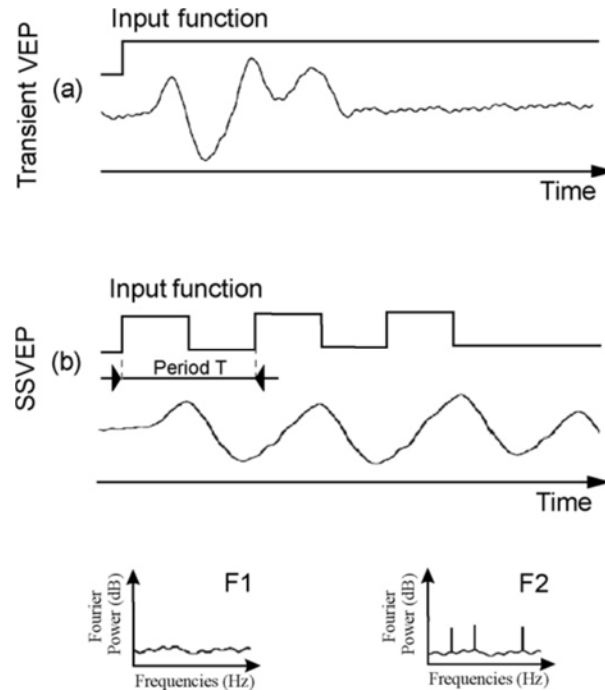 Transient VEP
Input function
(a)
Time
SSVEP
Input function
(b)
Period T
Time
Fourier
Power (dB)
F1
Frequencies (Hz)
Fourier
Power (dB)
F2
Frequencies (Hz)